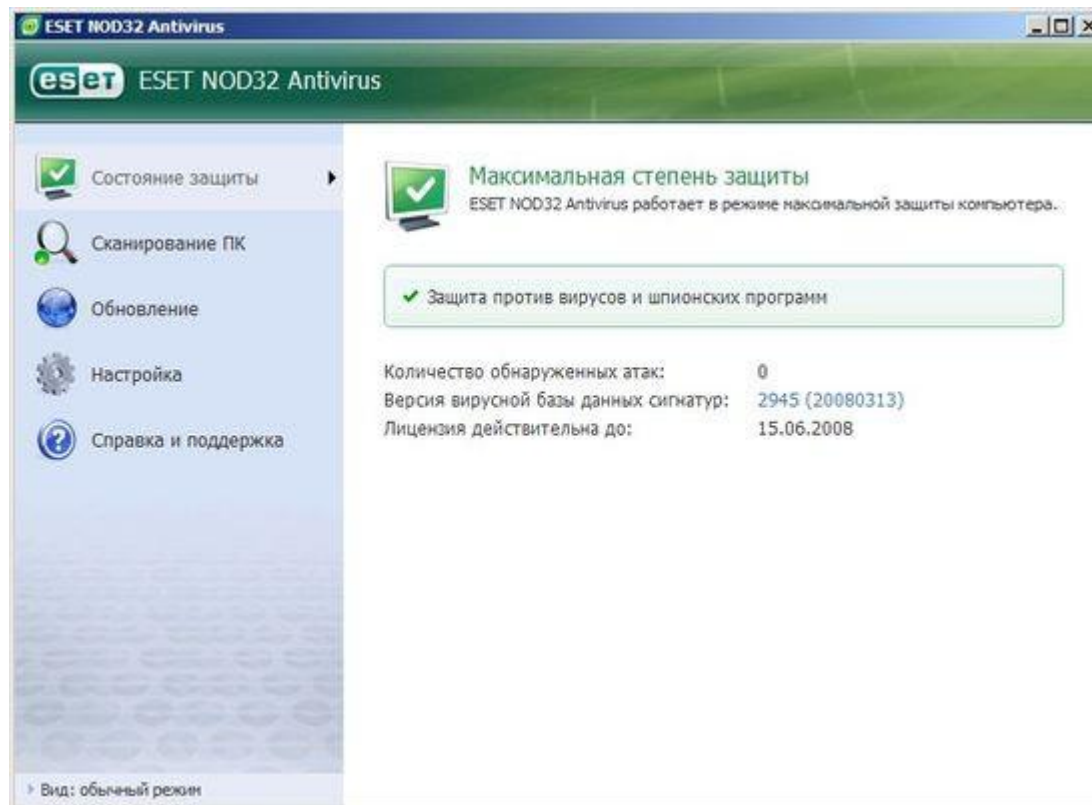 ESET NOD32 Antivirus
eset ESET NOD32 Antivirus
Состояние защиты
Сканирование ПК
Обновление
Настройка
Справка и поддержка
Максимальная степень защиты
ESET NOD32 Antivirus работает в режиме максимальной защиты компьютера.
Защита против вирусов и шпионских программ
Количество обнаруженных атак: 0
Версия вирусной базы данных сигнатур: 2945 (20080313)
Лицензия действительна до: 15.06.2008
Вид: обычный режим